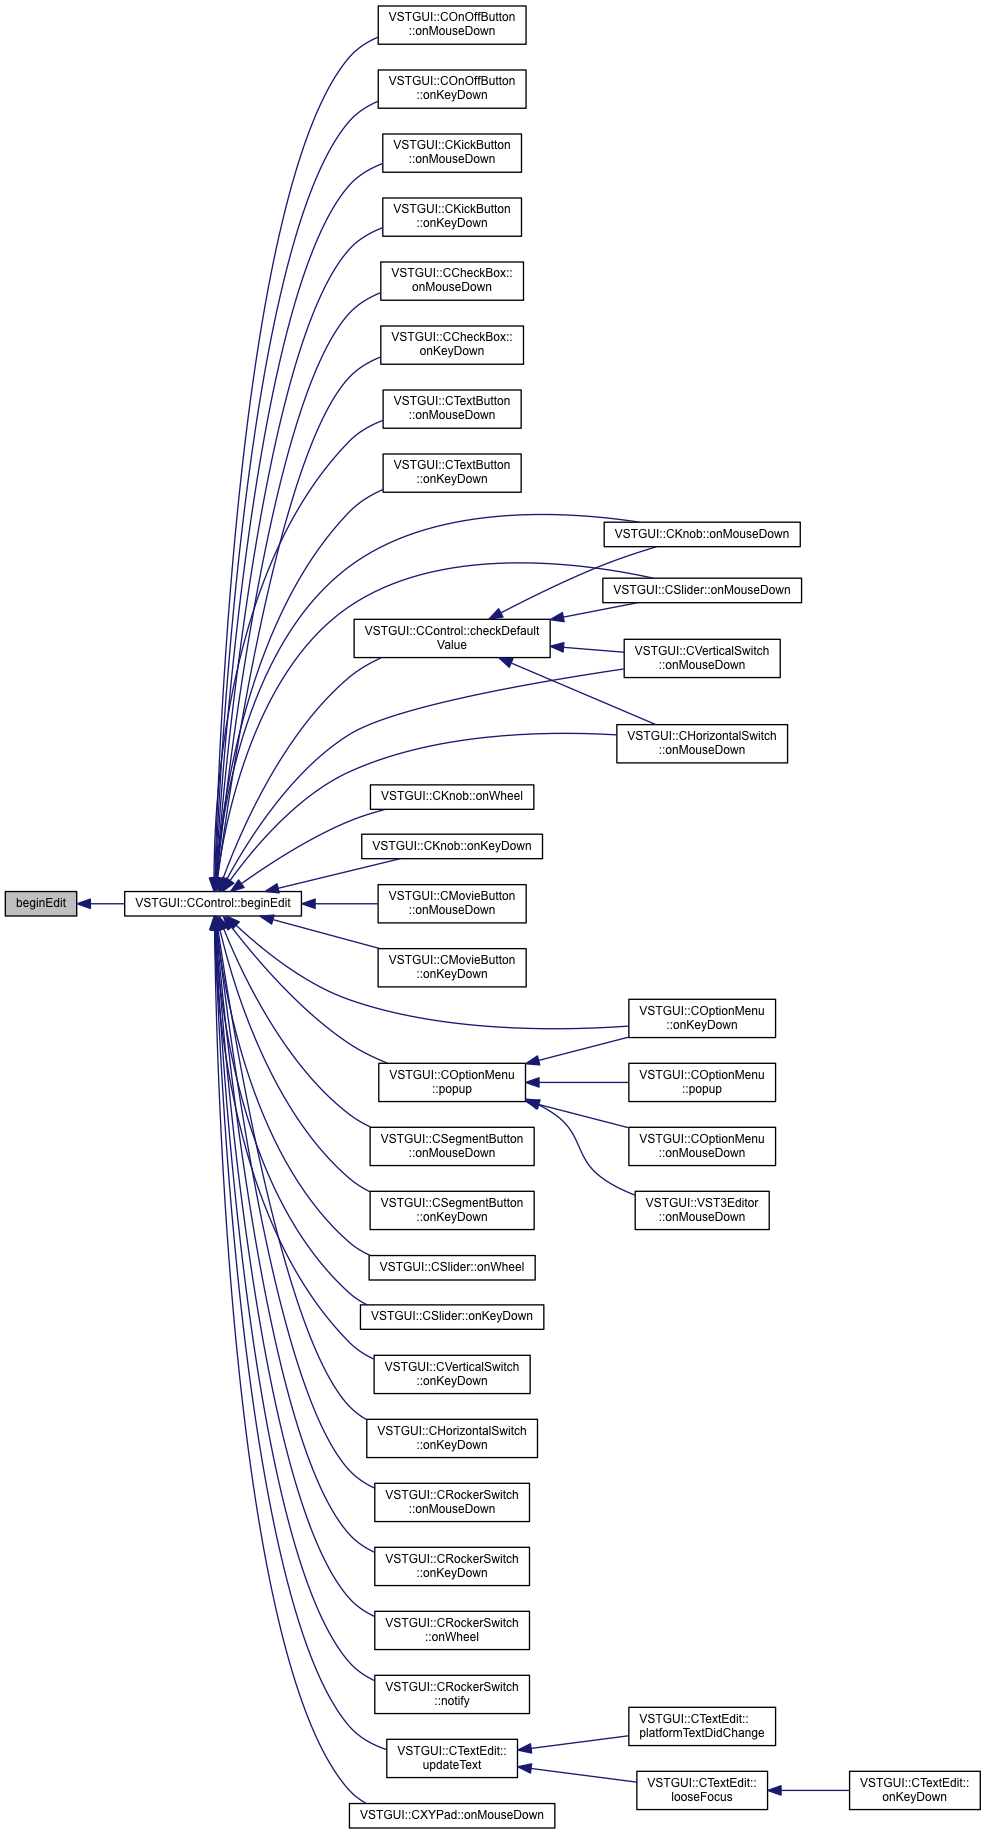 VSTGUI::COnOffButton
::onMouseDown
VSTGUI::COnOffButton
::onKeyDown
VSTGUI::CKickButton
::onMouseDown
VSTGUI::CKickButton
::onKeyDown
VSTGUI::CCheckBox::
onMouseDown
VSTGUI::CCheckBox::
onKeyDown
VSTGUI::CTextButton
::onMouseDown
VSTGUI::CTextButton
::onKeyDown
VSTGUI::CKnob::onMouseDown
VSTGUI::CSlider::onMouseDown
VSTGUI::CControl::checkDefault
Value
VSTGUI::CVerticalSwitch
::onMouseDown
VSTGUI::CHorizontalSwitch
::onMouseDown
VSTGUI::CKnob::onWheel
VSTGUI::CKnob::onKeyDown
beginEdit
VSTGUI::CControl::beginEdit
VSTGUI::CMovieButton
::onMouseDown
VSTGUI::CMovieButton
::onKeyDown
VSTGUI::COptionMenu
::onKeyDown
VSTGUI::COptionMenu
::popup
VSTGUI::COptionMenu
::popup
VSTGUI::CSegmentButton
::onMouseDown
VSTGUI::COptionMenu
::onMouseDown
VSTGUI::CSegmentButton
::onKeyDown
VSTGUI::VST3Editor
::onMouseDown
VSTGUI::CSlider::onWheel
VSTGUI::CSlider::onKeyDown
VSTGUI::CVerticalSwitch
::onKeyDown
VSTGUI::CHorizontalSwitch
::onKeyDown
VSTGUI::CRockerSwitch
::onMouseDown
VSTGUI::CRockerSwitch
::onKeyDown
VSTGUI::CRockerSwitch
::onWheel
VSTGUI::CRockerSwitch
::notify
VSTGUI::CTextEdit::
platformTextDidChange
VSTGUI::CTextEdit::
updateText
VSTGUI::CTextEdit::
looseFocus
VSTGUI::CTextEdit::
onKeyDown
VSTGUI::CXYPad::onMouseDown